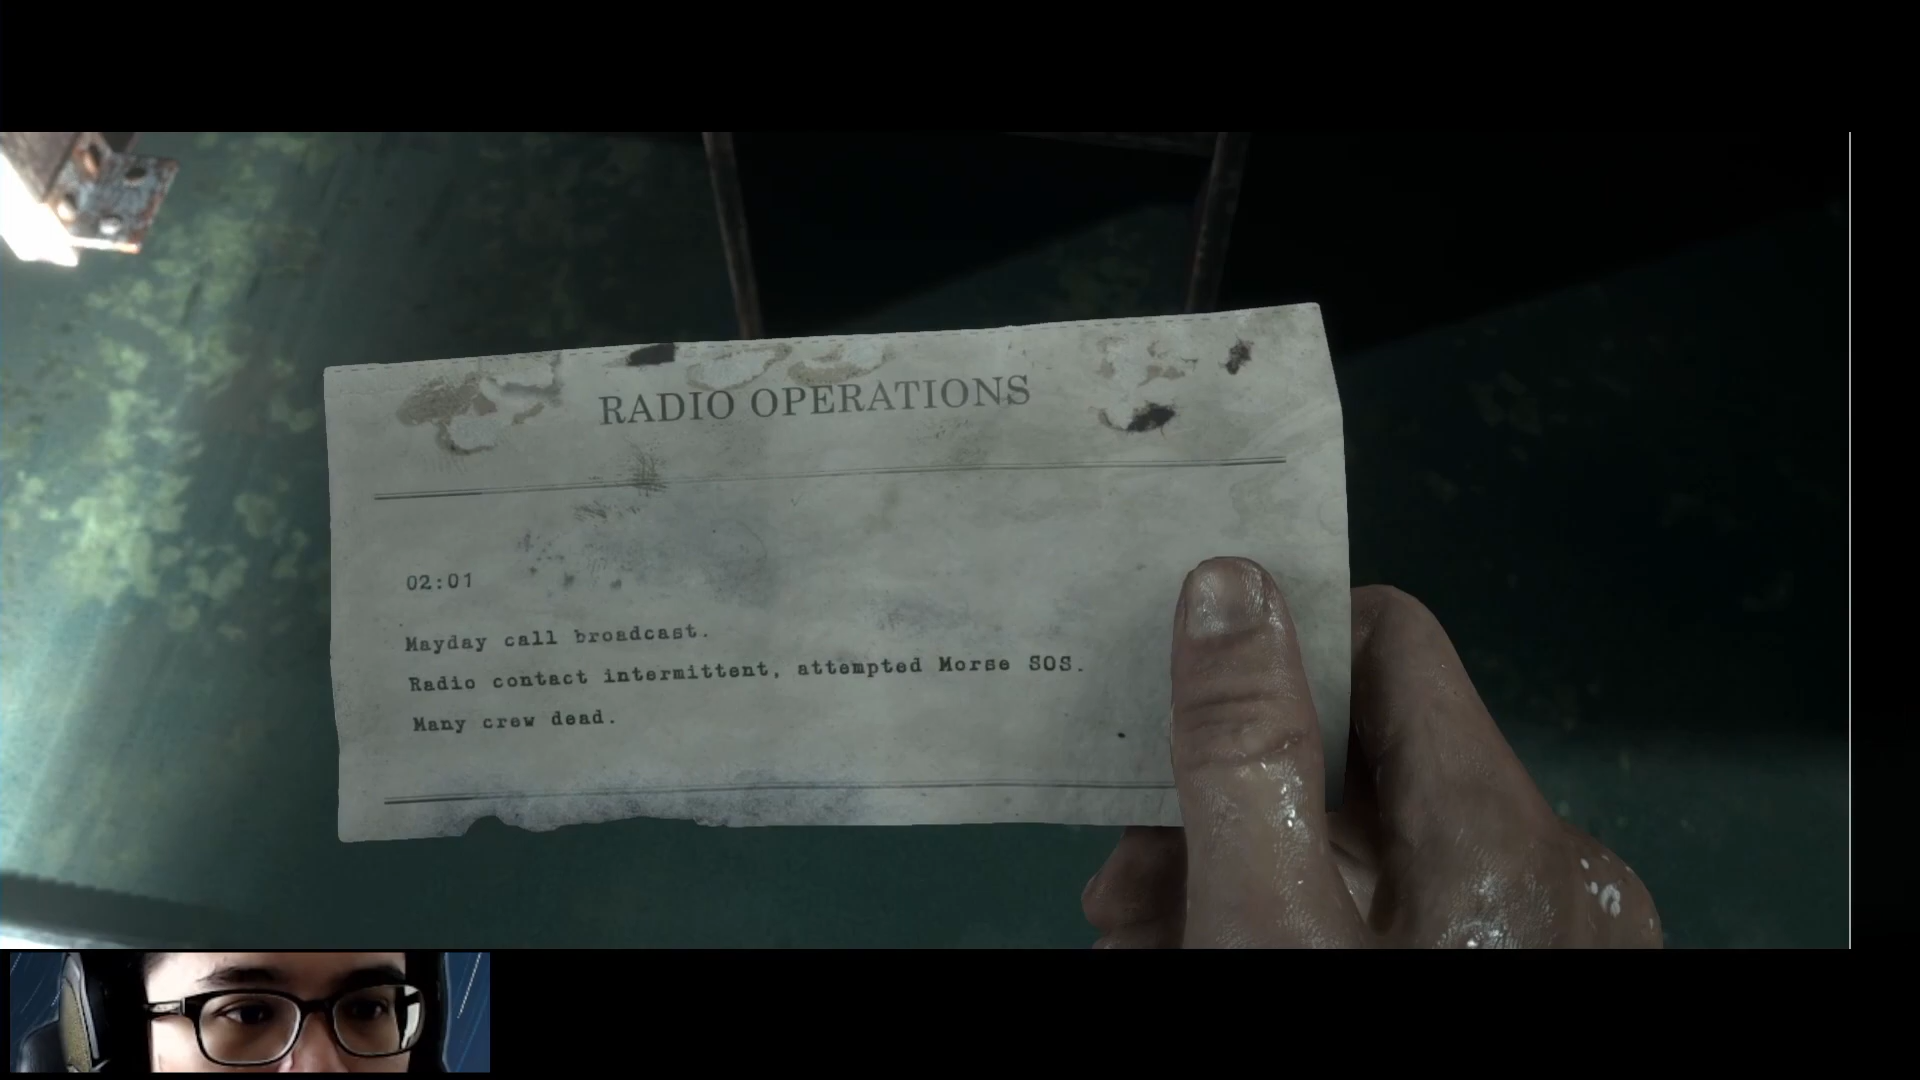 RADIO OPERATIONS
02:01
Mayday call broadcast.
Radio contact intermittent, attempted Morse SOS.
Many crew dead.